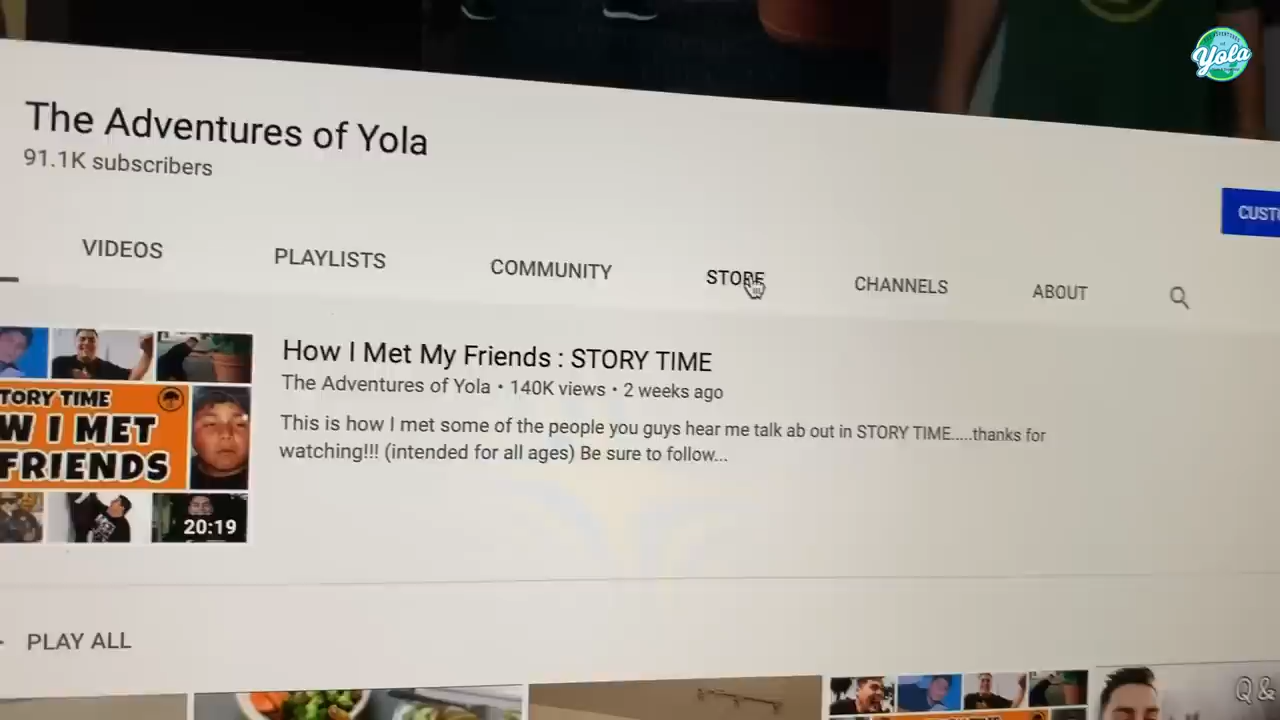 Yola
The Adventures of Yola
91.1K subscribers
CUST
VIDEOS
PLAYLISTS
COMMUNITY
STORE
CHANNELS
ABOUT
How I Met My Friends : STORY TIME
The Adventures of Yola • 140K views • 2 weeks ago
This is how I met some of the people you guys hear me talk ab out in STORY TIME.....thanks for
watching!!! (intended for all ages) Be sure to follow...
TORY TIME
W I MET
FRIENDS
20:19
PLAY ALL
Q &